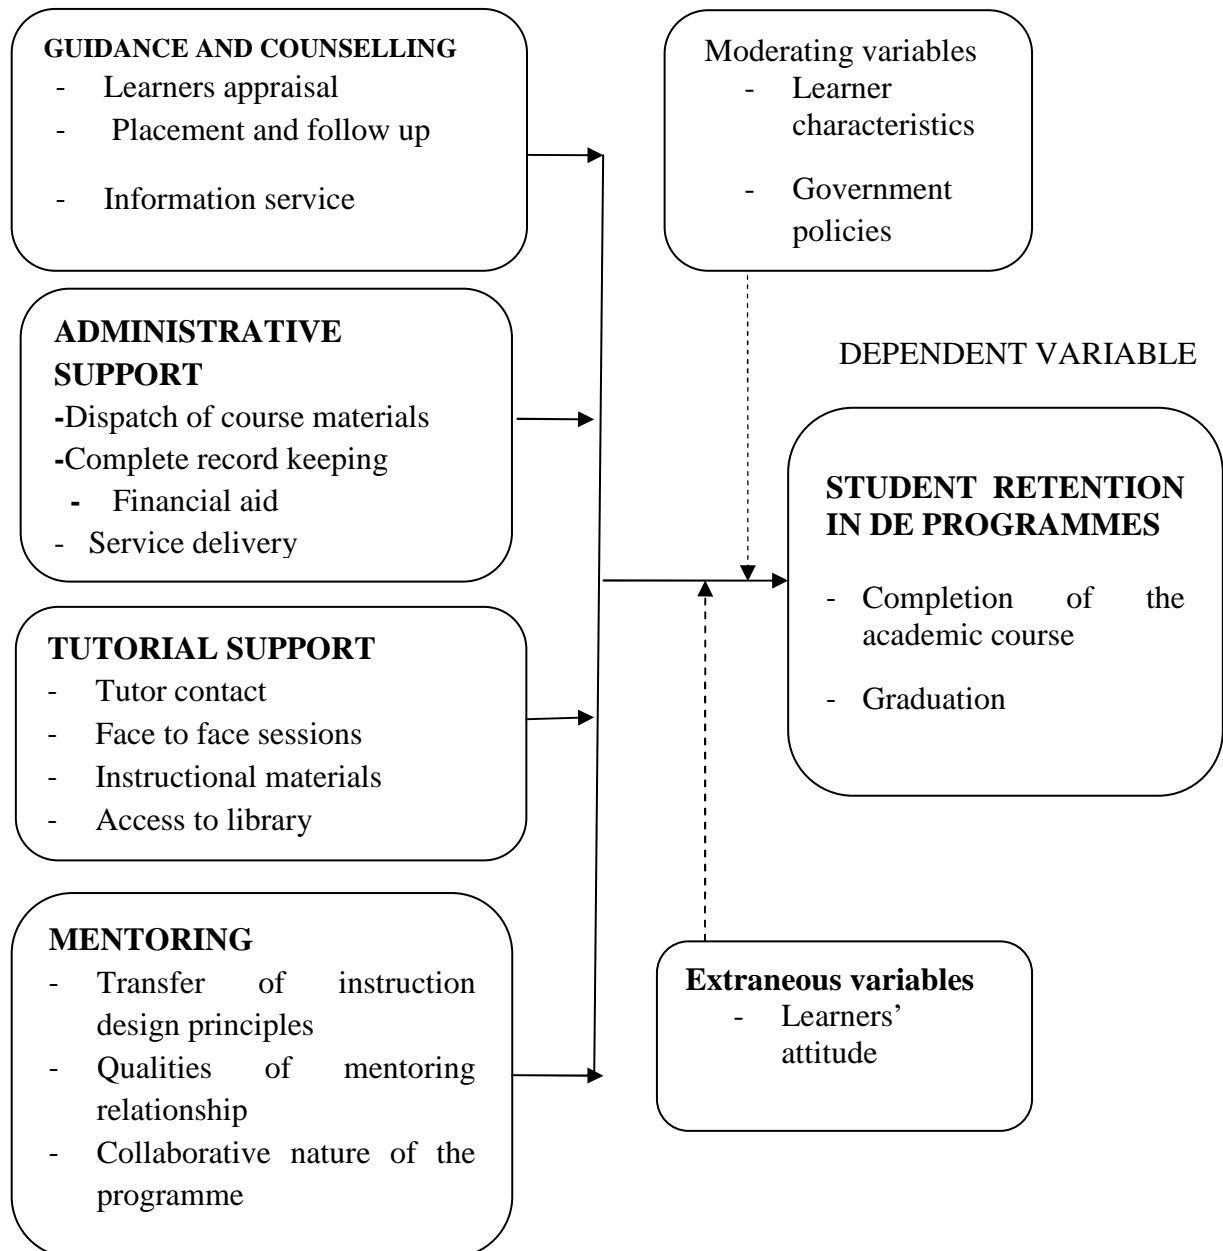 GUIDANCE AND COUNSELLING
- Learners appraisal
- Placement and follow up
- Information service
ADMINISTRATIVE
SUPPORT
-Dispatch of course materials
-Complete record keeping
- Financial aid
- Service delivery
TUTORIAL SUPPORT
- Tutor contact
- Face to face sessions
- Instructional materials
- Access to library
MENTORING
- Transfer of instruction
design principles
- Qualities of mentoring
relationship
- Collaborative nature of the
programme
Moderating variables
- Learner
characteristics
- Government
policies
DEPENDENT VARIABLE
STUDENT RETENTION
IN DE PROGRAMMES
- Completion of the
academic course
- Graduation
Extraneous variables
- Learners’
attitude